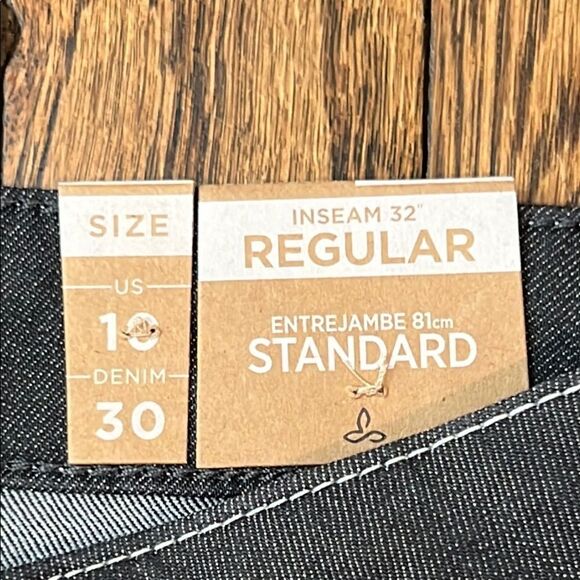 SIZE
US
10
DENIM
30
INSEAM 32"
REGULAR
ENTREJAMBE 81cm
STANDARD